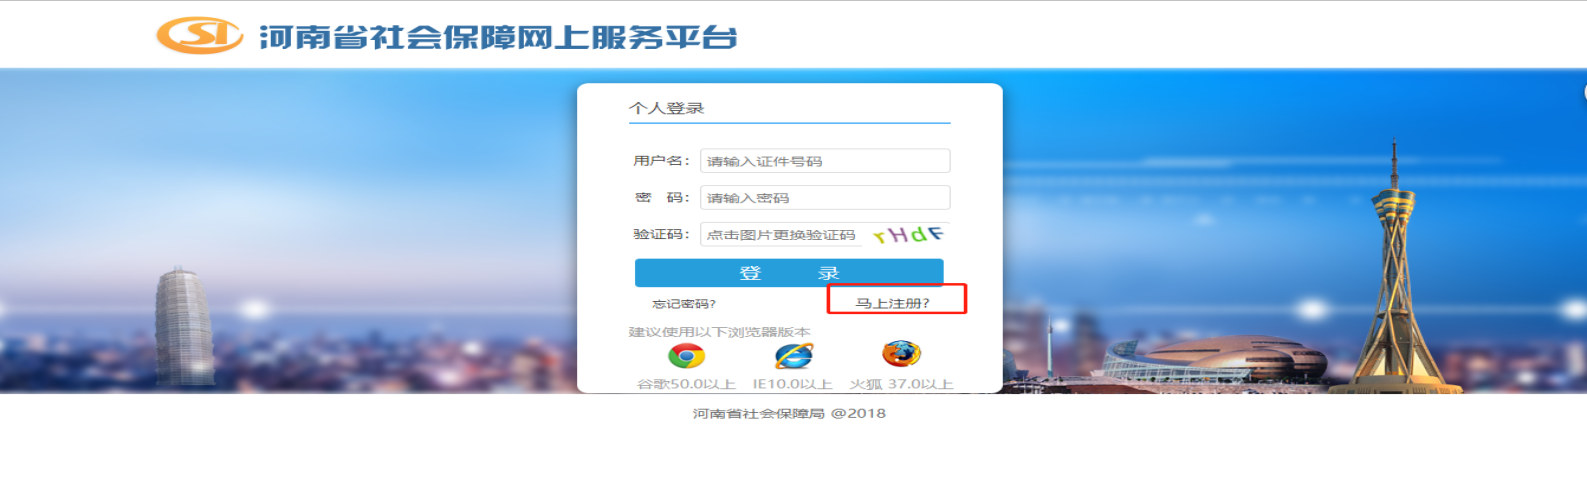 河南省社会保障网上服务平台
个人登录
用户名： 请输入证件号码
密 码： 请输入密码
验证码： 点击图片更换验证码 rHdF
登 录
忘记密码? 马上注册?
建议使用以下浏览器版本
谷歌50.0以上 IE10.0以上 火狐 37.0以上
河南省社会保障局 @2018